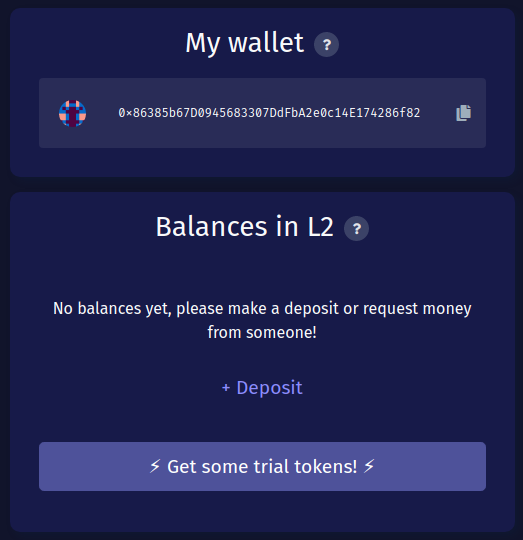 My wallet ?
0x86385b67D0945683307DdFbA2e0c14E174286f82
Balances in L2 ?
No balances yet, please make a deposit or request money
from someone!
+ Deposit
⚡ Get some trial tokens! ⚡